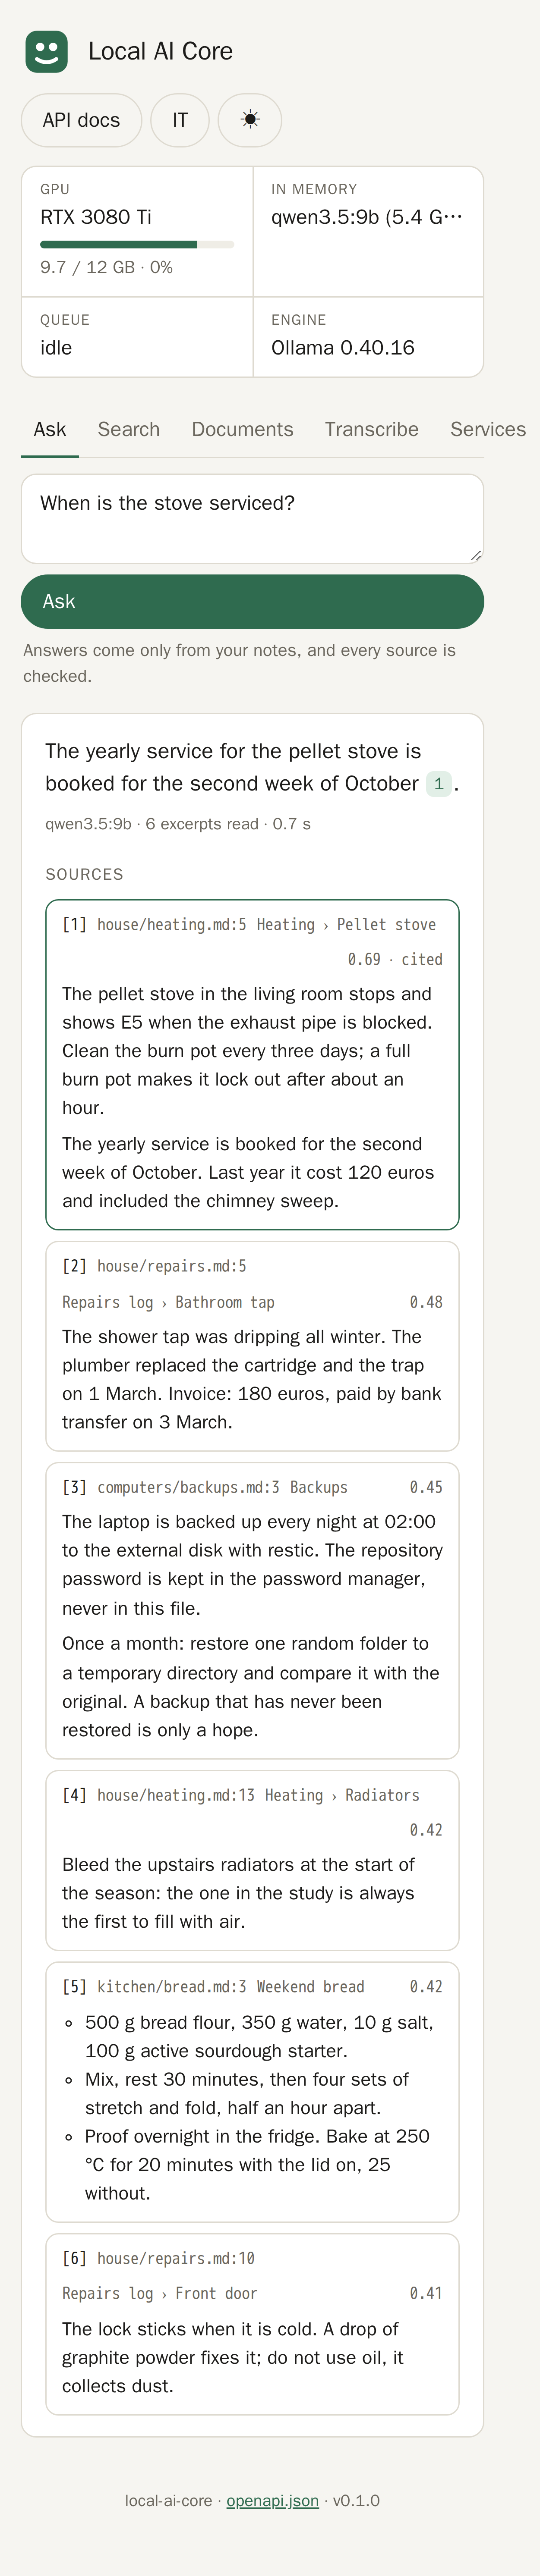 Local AI Core
API docs IT
GPU
RTX 3080 Ti
9.7 / 12 GB · 0%
IN MEMORY
qwen3.5:9b (5.4 G···
QUEUE
idle
ENGINE
Ollama 0.40.16
Ask Search Documents Transcribe Services
When is the stove serviced?
Ask
Answers come only from your notes, and every source is
checked.
The yearly service for the pellet stove is
booked for the second week of October 1 .
qwen3.5:9b · 6 excerpts read · 0.7 s
SOURCES
[1] house/heating.md:5 Heating › Pellet stove
0.69 · cited
The pellet stove in the living room stops and
shows E5 when the exhaust pipe is blocked.
Clean the burn pot every three days; a full
burn pot makes it lock out after about an
hour.
The yearly service is booked for the second
week of October. Last year it cost 120 euros
and included the chimney sweep.
[2] house/repairs.md:5
Repairs log › Bathroom tap 0.48
The shower tap was dripping all winter. The
plumber replaced the cartridge and the trap
on 1 March. Invoice: 180 euros, paid by bank
transfer on 3 March.
[3] computers/backups.md:3 Backups 0.45
The laptop is backed up every night at 02:00
to the external disk with restic. The repository
password is kept in the password manager,
never in this file.
Once a month: restore one random folder to
a temporary directory and compare it with the
original. A backup that has never been
restored is only a hope.
[4] house/heating.md:13 Heating › Radiators
0.42
Bleed the upstairs radiators at the start of
the season: the one in the study is always
the first to fill with air.
[5] kitchen/bread.md:3 Weekend bread 0.42
500 g bread flour, 350 g water, 10 g salt,
100 g active sourdough starter.
Mix, rest 30 minutes, then four sets of
stretch and fold, half an hour apart.
Proof overnight in the fridge. Bake at 250
°C for 20 minutes with the lid on, 25
without.
[6] house/repairs.md:10
Repairs log › Front door 0.41
The lock sticks when it is cold. A drop of
graphite powder fixes it; do not use oil, it
collects dust.
local-ai-core · openapi.json · v0.1.0